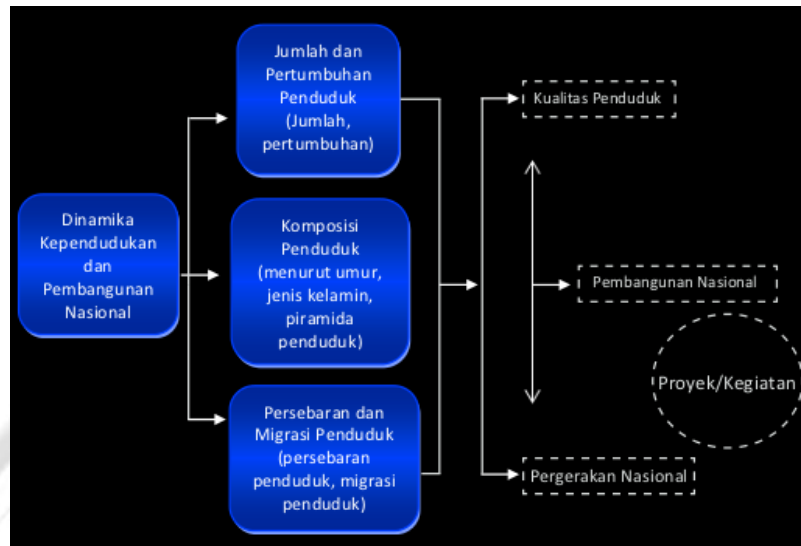 Dinamika
Kependudukan
dan
Pembangunan
Nasional
Jumlah dan
Pertumbuhan
Penduduk
(Jumlah,
pertumbuhan)
Komposisi
Penduduk
(menurut umur,
jenis kelamin,
piramida
penduduk)
Persebaran dan
Migrasi Penduduk
(persebaran
penduduk, migrasi
penduduk)
Kualitas Penduduk
Pembangunan Nasional
Proyek/Kegiatan
Pergerakan Nasional